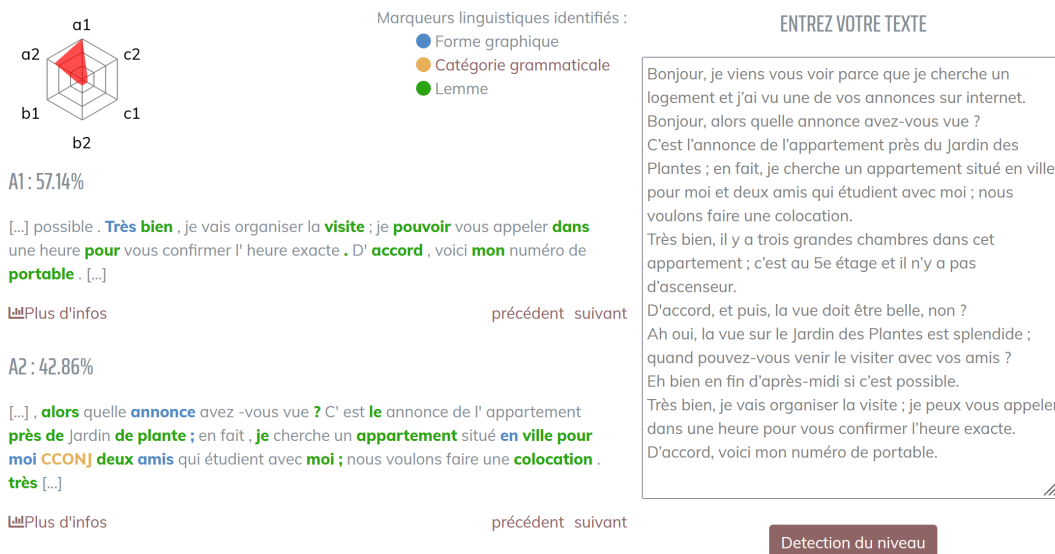 a1
a2
c2
b1
c1
b2
Marqueurs linguistiques identifiés :
Forme graphique
Catégorie grammaticale
Lemme
A1 : 57.14%
[...] possible . Très bien , je vais organiser la visite ; je pouvoir vous appeler dans
une heure pour vous confirmer l' heure exacte . D' accord , voici mon numéro de
portable . [...]
Plus d'infos
précédent suivant
A2 : 42.86%
[...] , alors quelle annonce avez -vous vue ? C' est le annonce de l' appartement
près de Jardin de plante ; en fait , je cherche un appartement situé en ville pour
moi CCONJ deux amis qui étudient avec moi ; nous voulons faire une colocation .
très [...]
Plus d'infos
précédent suivant
ENTREZ VOTRE TEXTE
Bonjour, je viens vous voir parce que je cherche un
logement et j'ai vu une de vos annonces sur internet.
Bonjour, alors quelle annonce avez-vous vue ?
C'est l'annonce de l'appartement près du Jardin des
Plantes ; en fait, je cherche un appartement situé en ville
pour moi et deux amis qui étudient avec moi ; nous
voulons faire une colocation.
Très bien, il y a trois grandes chambres dans cet
appartement ; c'est au 5e étage et il n'y a pas
d'ascenseur.
D'accord, et puis, la vue doit être belle, non ?
Ah oui, la vue sur le Jardin des Plantes est splendide ;
quand pouvez-vous venir le visiter avec vos amis ?
Eh bien en fin d'après-midi si c'est possible.
Très bien, je vais organiser la visite ; je peux vous appeler
dans une heure pour vous confirmer l'heure exacte.
D'accord, voici mon numéro de portable.
Detection du niveau